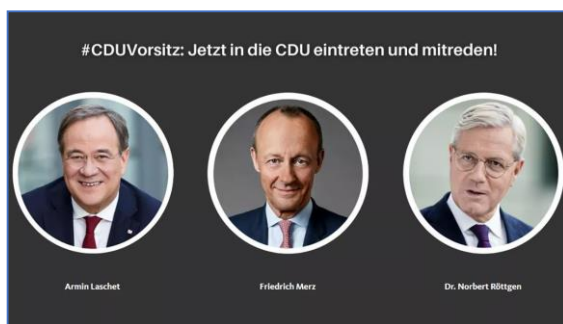 #CDUVorsitz: Jetzt in die CDU eintreten und mitreden!
Armin Laschet
Friedrich Merz
Dr. Norbert Röttgen